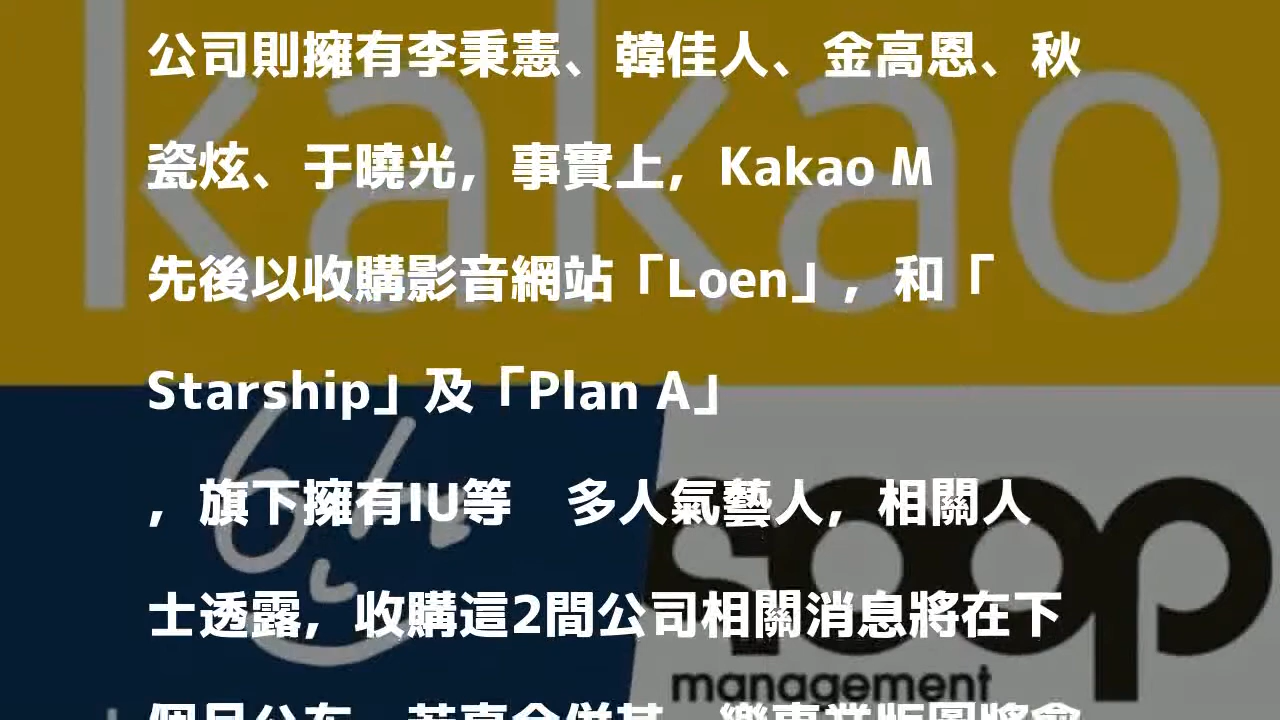 公司則擁有李秉憲、韓佳人、金高恩、秋
瓷炫、于曉光，事實上，Kakao M
先後以收購影音網站「Loen」，和「
Starship」及「Plan A」
，旗下擁有IU等　多人氣藝人，相關人
士透露，收購這2間公司相關消息將在下
kakao
soop
management